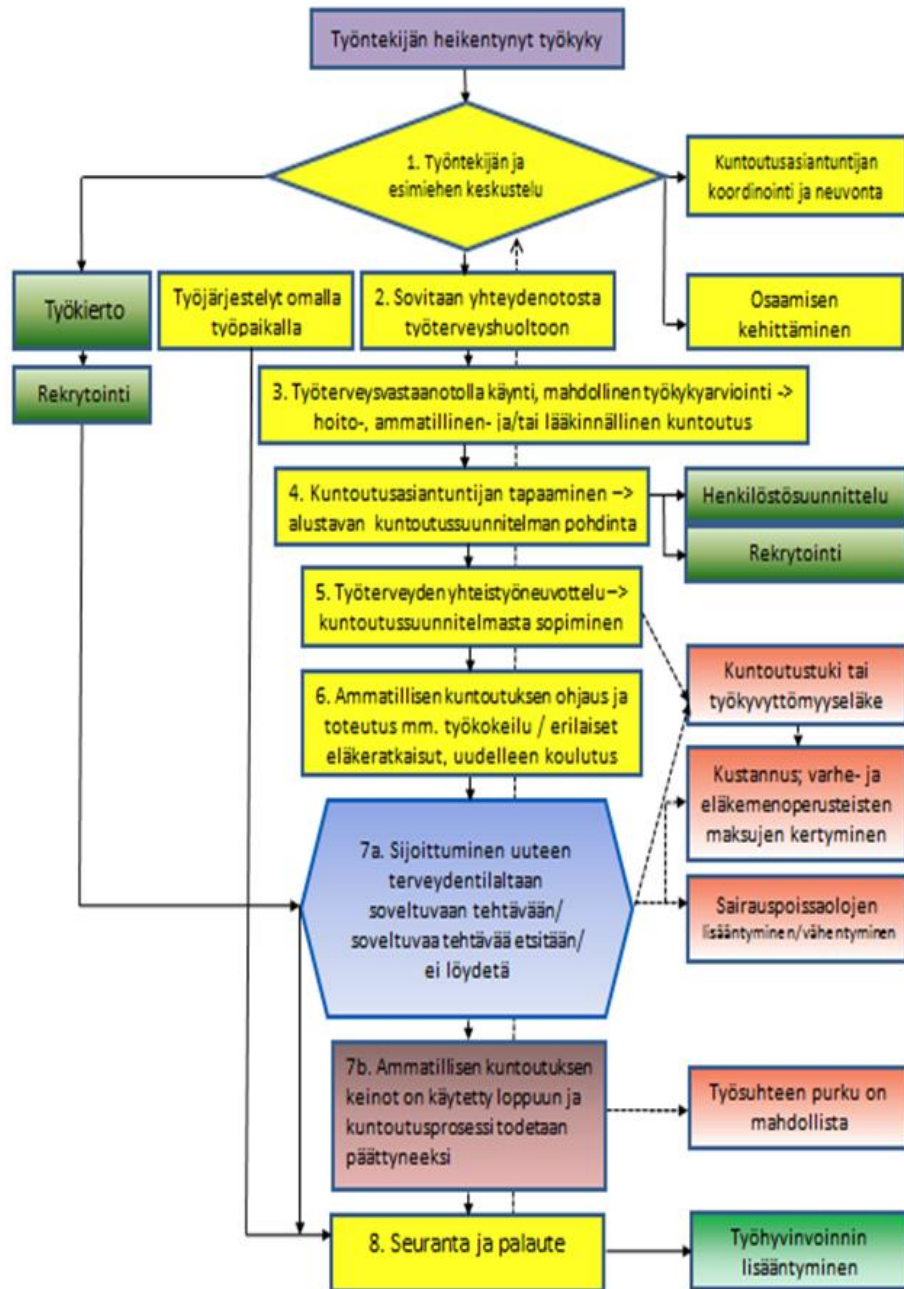 Työntekijän heikentynyt työkyky
1. Työntekijän ja
esimiehen keskustelu
Kuntoutusasiantuntijan
koordinointi ja neuvonta
Työkierto
Työjärjestelyt omalla
työpaikalla
2. Sovitaan yhteydenotosta
työterveyshuoltoon
Osaamisen
kehittäminen
Rekrytointi
3. Työterveysvastaanotolla käynti, mahdollinen työkykyarviointi ->
hoito-, ammatillinen- ja/tai lääkinnällinen kuntoutus
4. Kuntoutusasiantuntijan tapaaminen –>
alustavan kuntoutussuunnitelman pohdinta
Henkilöstösuunnittelu
Rekrytointi
5. Työterveyden yhteistyöneuvottelu–>
kuntoutussuunnitelmasta sopiminen
Kuntoutustuki tai
työkyvyttömyyseläke
6. Ammatillisen kuntoutuksen ohjaus ja
toteutus mm. työkokeilu / erilaiset
eläkeratkaisut, uudelleen koulutus
Kustannus; varhe- ja
eläkemenoperusteisten
maksujen kertyminen
7a. Sijoittuminen uuteen
terveydentilaltaan
soveltuvaan tehtävään/
soveltuvaa tehtävää etsitään/
ei löydetä
Sairauspoissaolojen
lisääntyminen/vähentyminen
7b. Ammatillisen kuntoutuksen
keinot on käytetty loppuun ja
kuntoutusprosessi todetaan
päättyneeksi
Työsuhteen purku on
mahdollista
8. Seuranta ja palaute
Työhyvinvoinnin
lisääntyminen